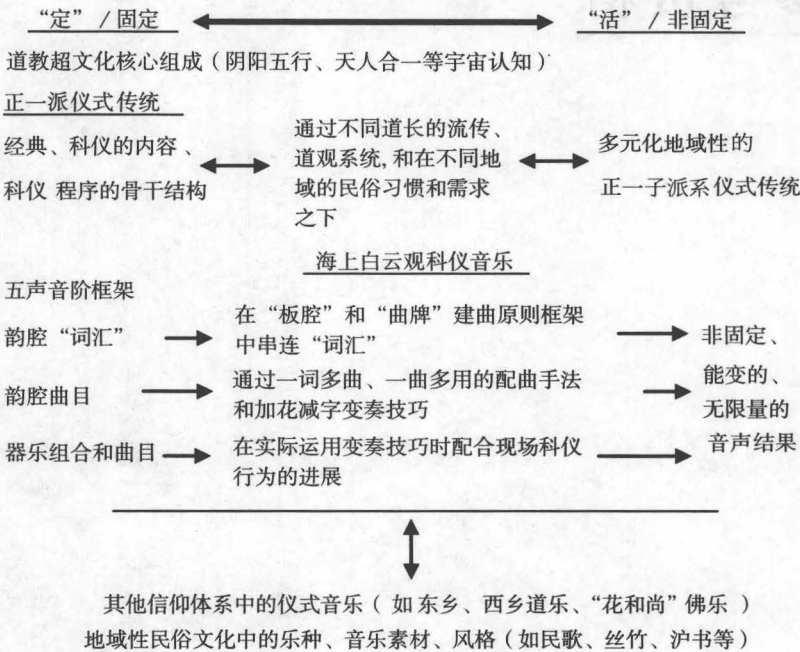 “定” / 固定
“活” / 非固定
道教超文化核心组成（阴阳五行、天人合一等宇宙认知）
正一派仪式传统
经典、科仪的内容、
科仪 程序的骨干结构
通过不同道长的流传、
道观系统, 和在不同地
域的民俗习惯和需求
之下
多元化地域性的
正一子派系 仪式传统
海上白云观科仪音乐
五声音阶框架
韵腔“词汇”
在“板腔”和“曲牌”建曲原则框架
中串连“词汇”
韵腔曲目
通过一词多曲、一曲多用的配曲手法
和加花减字变奏技巧
器乐组合和曲目
在实际运用变奏技巧时配合现场科仪
行为的进展
非固定、
能变的、
无限量的
音声结果
其他信仰体系中的仪式音乐（ 如 东乡、西乡道乐、“花和尚”佛乐 ）
地域性民俗文化中的乐种、音乐素材、风格（ 如民歌、丝竹、沪书等）